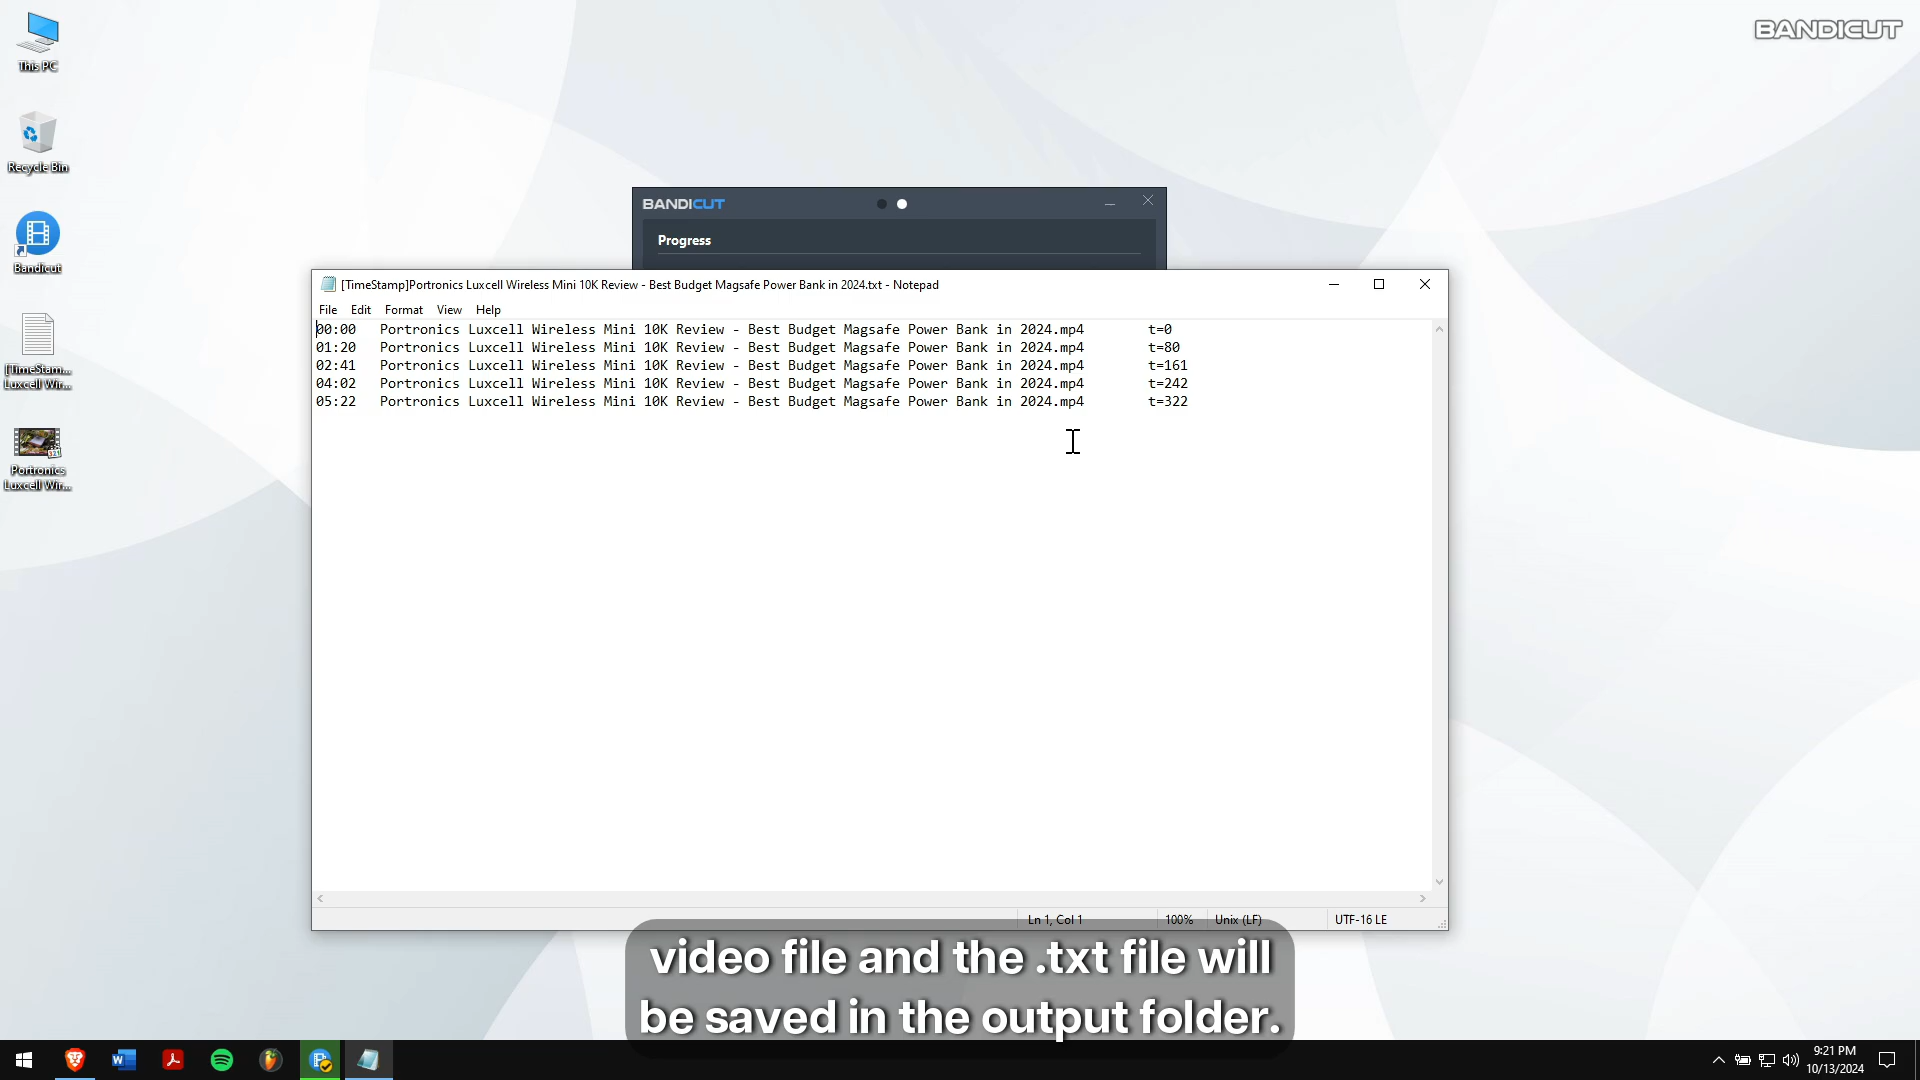 BANDICUT
This PC
Recycle Bin
Bandicut
[TimeStam...
Luxcell Wir...
Portronics
Luxcell Wir...
BANDICUT
Progress
[TimeStamp]Portronics Luxcell Wireless Mini 10K Review - Best Budget Magsafe Power Bank in 2024.txt - Notepad
File Edit Format View Help
00:00 Portronics Luxcell Wireless Mini 10K Review - Best Budget Magsafe Power Bank in 2024.mp4 t=0
01:20 Portronics Luxcell Wireless Mini 10K Review - Best Budget Magsafe Power Bank in 2024.mp4 t=80
02:41 Portronics Luxcell Wireless Mini 10K Review - Best Budget Magsafe Power Bank in 2024.mp4 t=161
04:02 Portronics Luxcell Wireless Mini 10K Review - Best Budget Magsafe Power Bank in 2024.mp4 t=242
05:22 Portronics Luxcell Wireless Mini 10K Review - Best Budget Magsafe Power Bank in 2024.mp4 t=322
Ln 1, Col 1 100% Unix (LF) UTF-16 LE
video file and the .txt file will
be saved in the output folder.
9:21 PM
10/13/2024